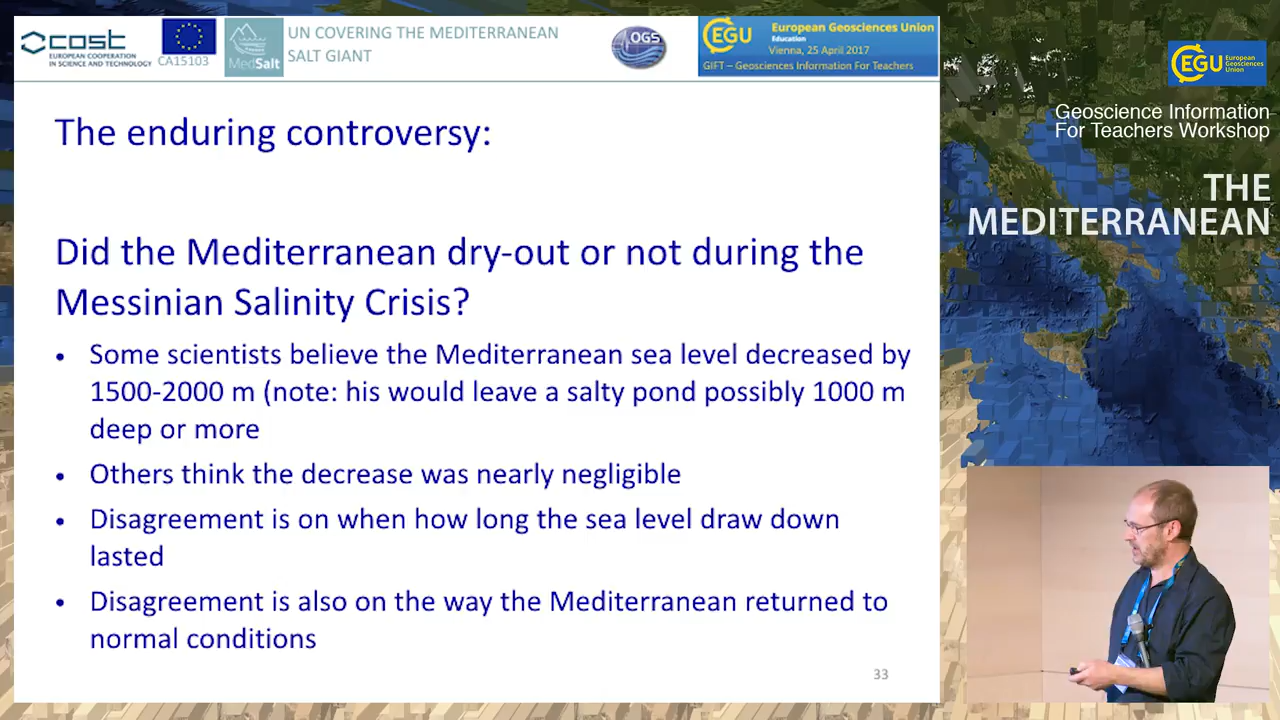 cost
EUROPEAN COOPERATION
IN SCIENCE AND TECHNOLOGY
CA15103
MedSalt
UN COVERING THE MEDITERRANEAN
SALT GIANT
OGS
EGU
European Geosciences Union
Education
Vienna, 25 April 2017
GIFT – Geosciences Information For Teachers
The enduring controversy:
Did the Mediterranean dry-out or not during the
Messinian Salinity Crisis?
• Some scientists believe the Mediterranean sea level decreased by
1500-2000 m (note: his would leave a salty pond possibly 1000 m
deep or more
• Others think the decrease was nearly negligible
• Disagreement is on when how long the sea level draw down
lasted
• Disagreement is also on the way the Mediterranean returned to
normal conditions
33
EGU
European
Geosciences
Union
Geoscience Information
For Teachers Workshop
THE
MEDITERRANEAN